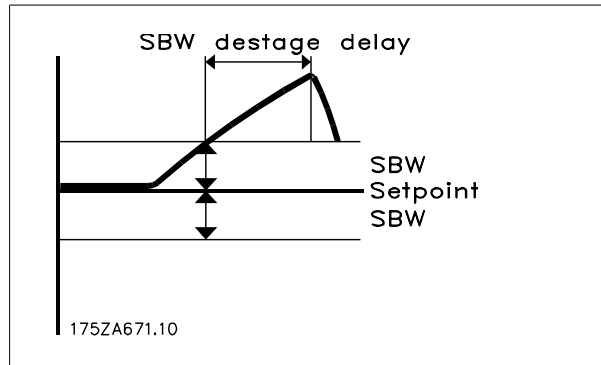 SBW destage delay
SBW
Setpoint
SBW
175ZA671.10